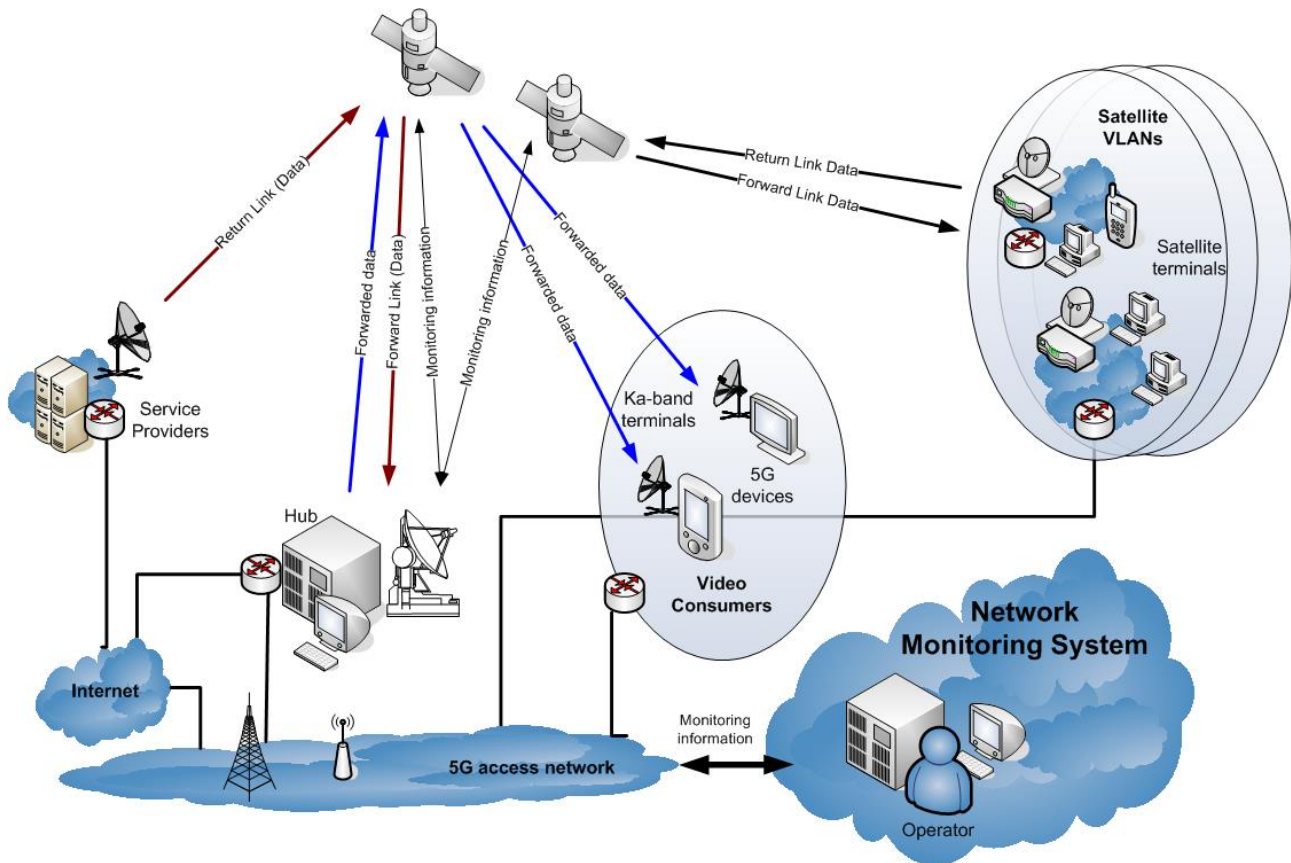 Satellite
VLANs
Return Link Data
Forward Link Data
Satellite
terminals
Return Link (Data)
Forwarded data
Forward Link (Data)
Monitoring information
Monitoring information
Forwarded data
Forwarded data
Service
Providers
Ka-band
terminals
5G
devices
Hub
Video
Consumers
Network
Monitoring System
Internet
Monitoring
information
5G access network
Operator